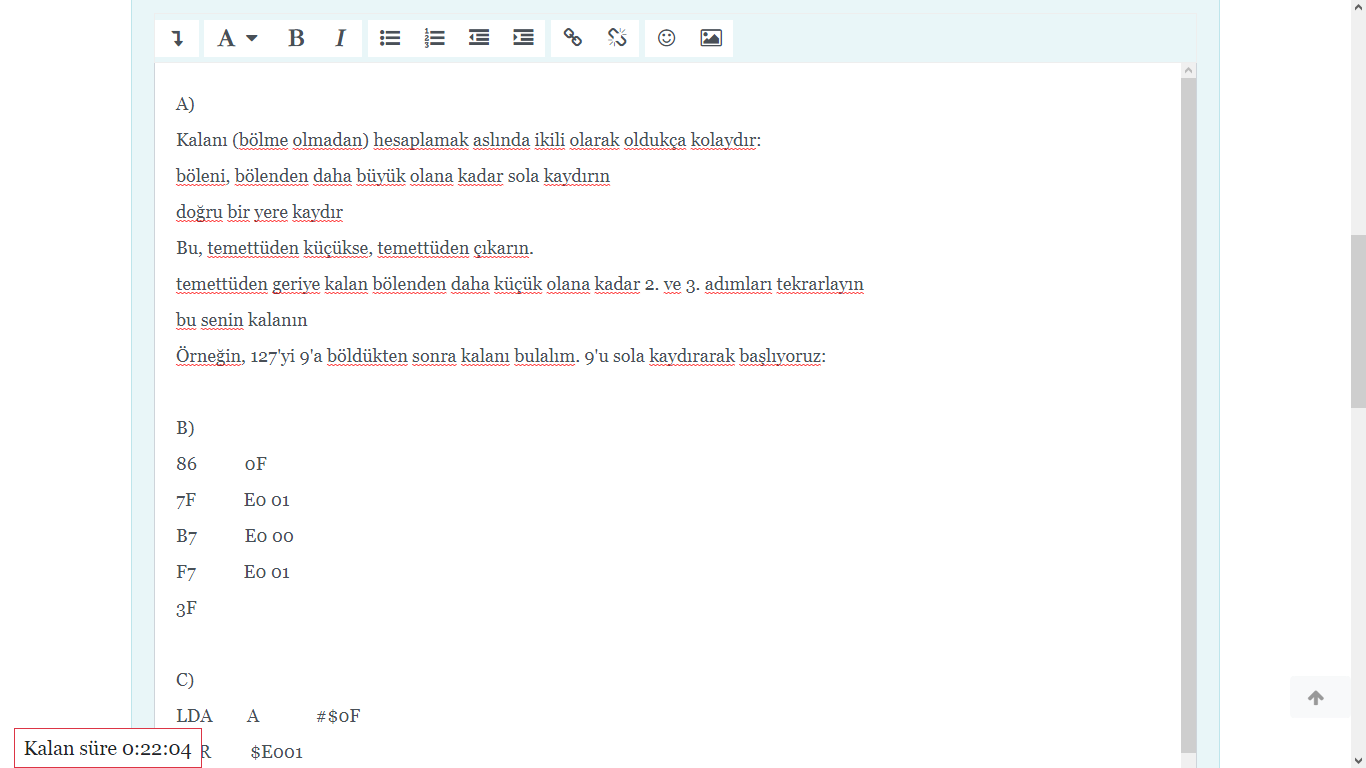 A)
Kalanı (bölme olmadan) hesaplamak aslında ikili olarak oldukça kolaydır:
böleni, bölenden daha büyük olana kadar sola kaydırın
doğru bir yere kaydır
Bu, temettüden küçükse, temettüden çıkarın.
temettüden geriye kalan bölenden daha küçük olana kadar 2. ve 3. adımları tekrarlayın
bu senin kalanın
Örneğin, 127'yi 9'a böldükten sonra kalanı bulalım. 9'u sola kaydırarak başlıyoruz:
B)
86 0F
7F E0 01
B7 E0 00
F7 E0 01
3F
C)
LDA A #$0F
R $E001
Kalan süre 0:22:04